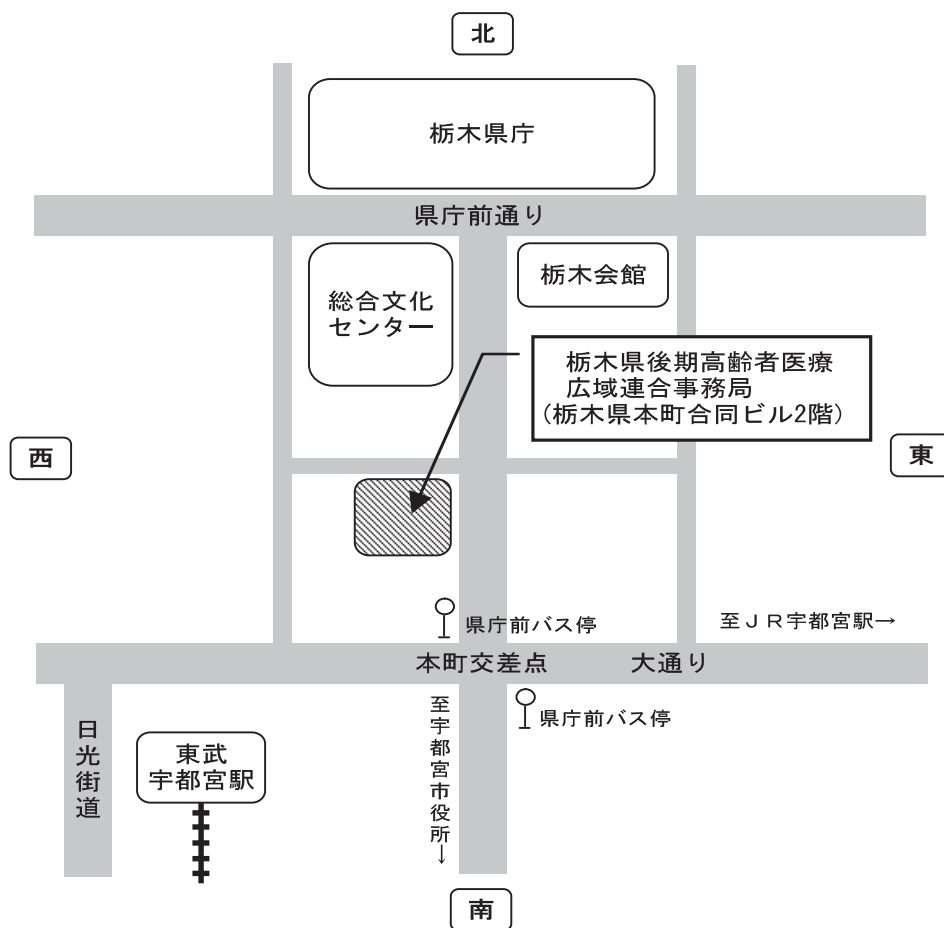 北
栃木県庁
県庁前通り
総合文化
センター
栃木会館
栃木県後期高齢者医療
広域連合事務局
(栃木県本町合同ビル2階)
西
東
県庁前バス停
至ＪＲ宇都宮駅→
本町交差点
大通り
県庁前バス停
日光街道
東武
宇都宮駅
至宇都宮市役所→
南